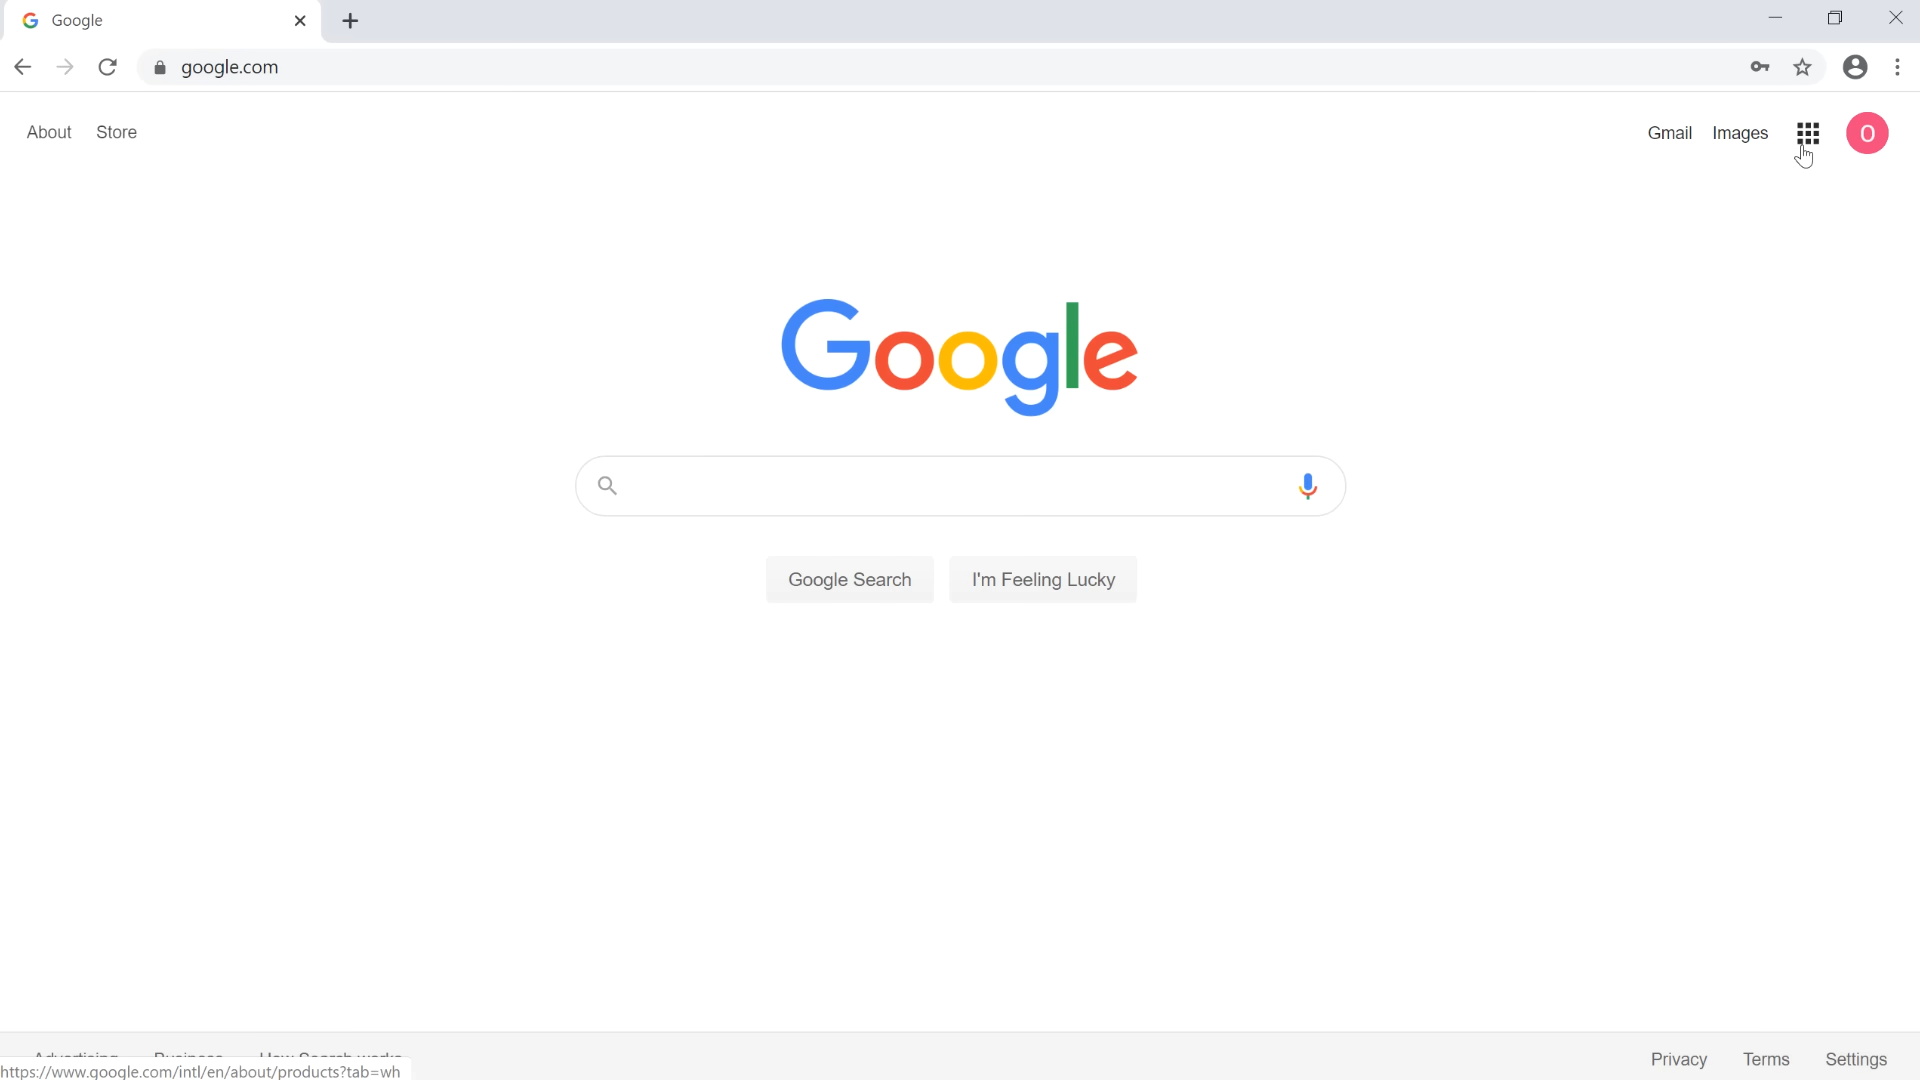 Google
google.com
About Store
Gmail Images
O
Google
Google Search I'm Feeling Lucky
Advertising Business How Search works
https://www.google.com/intl/en/about/products?tab=wh
Privacy Terms Settings